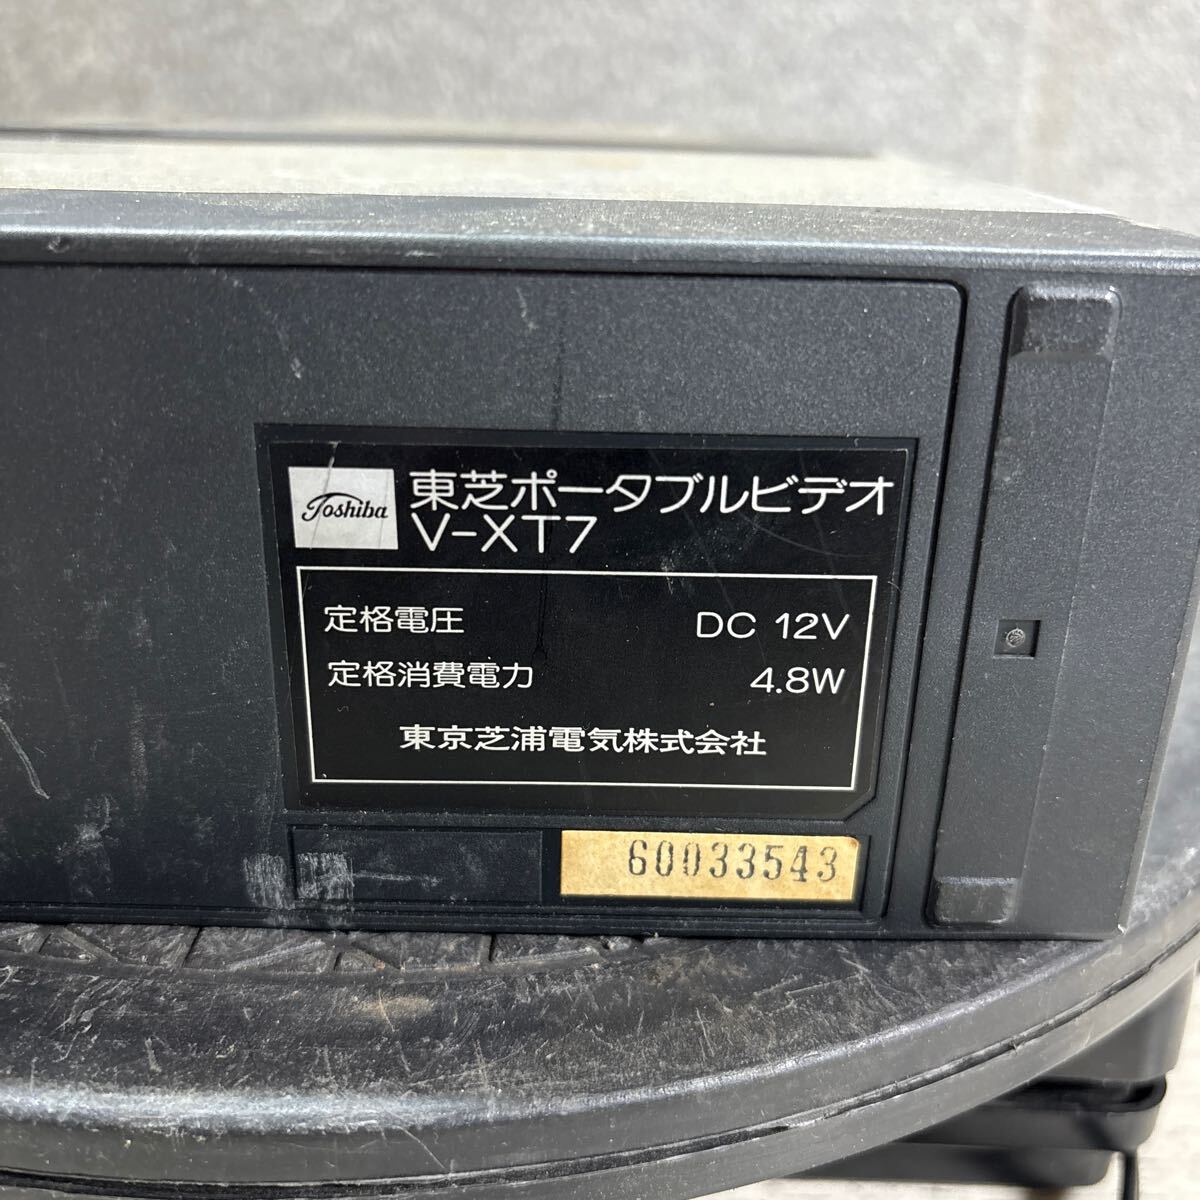 Toshiba
東芝ポータブルビデオ
V-XT7
定格電圧 DC 12V
定格消費電力 4.8W
東京芝浦電気株式会社
60033543